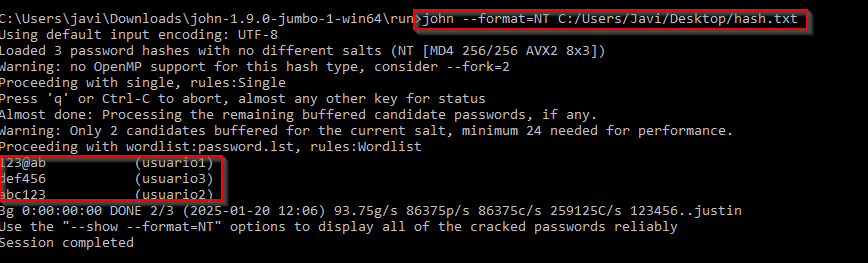 C:\Users\javi\Downloads\john-1.9.0-jumbo-1-win64\run>john --format=NT C:/Users/Javi/Desktop/hash.txt
Using default input encoding: UTF-8
Loaded 3 password hashes with no different salts (NT [MD4 256/256 AVX2 8x3])
Warning: no OpenMP support for this hash type, consider --fork=2
Proceeding with single, rules:Single
Press 'q' or Ctrl-C to abort, almost any other key for status
Almost done: Processing the remaining buffered candidate passwords, if any.
Warning: Only 2 candidates buffered for the current salt, minimum 24 needed for performance.
Proceeding with wordlist:password.lst, rules:Wordlist
123@ab (usuario1)
def456 (usuario3)
abc123 (usuario2)
3g 0:00:00:00 DONE 2/3 (2025-01-20 12:06) 93.75g/s 86375p/s 86375c/s 259125C/s 123456..justin
Use the "--show --format=NT" options to display all of the cracked passwords reliably
Session completed